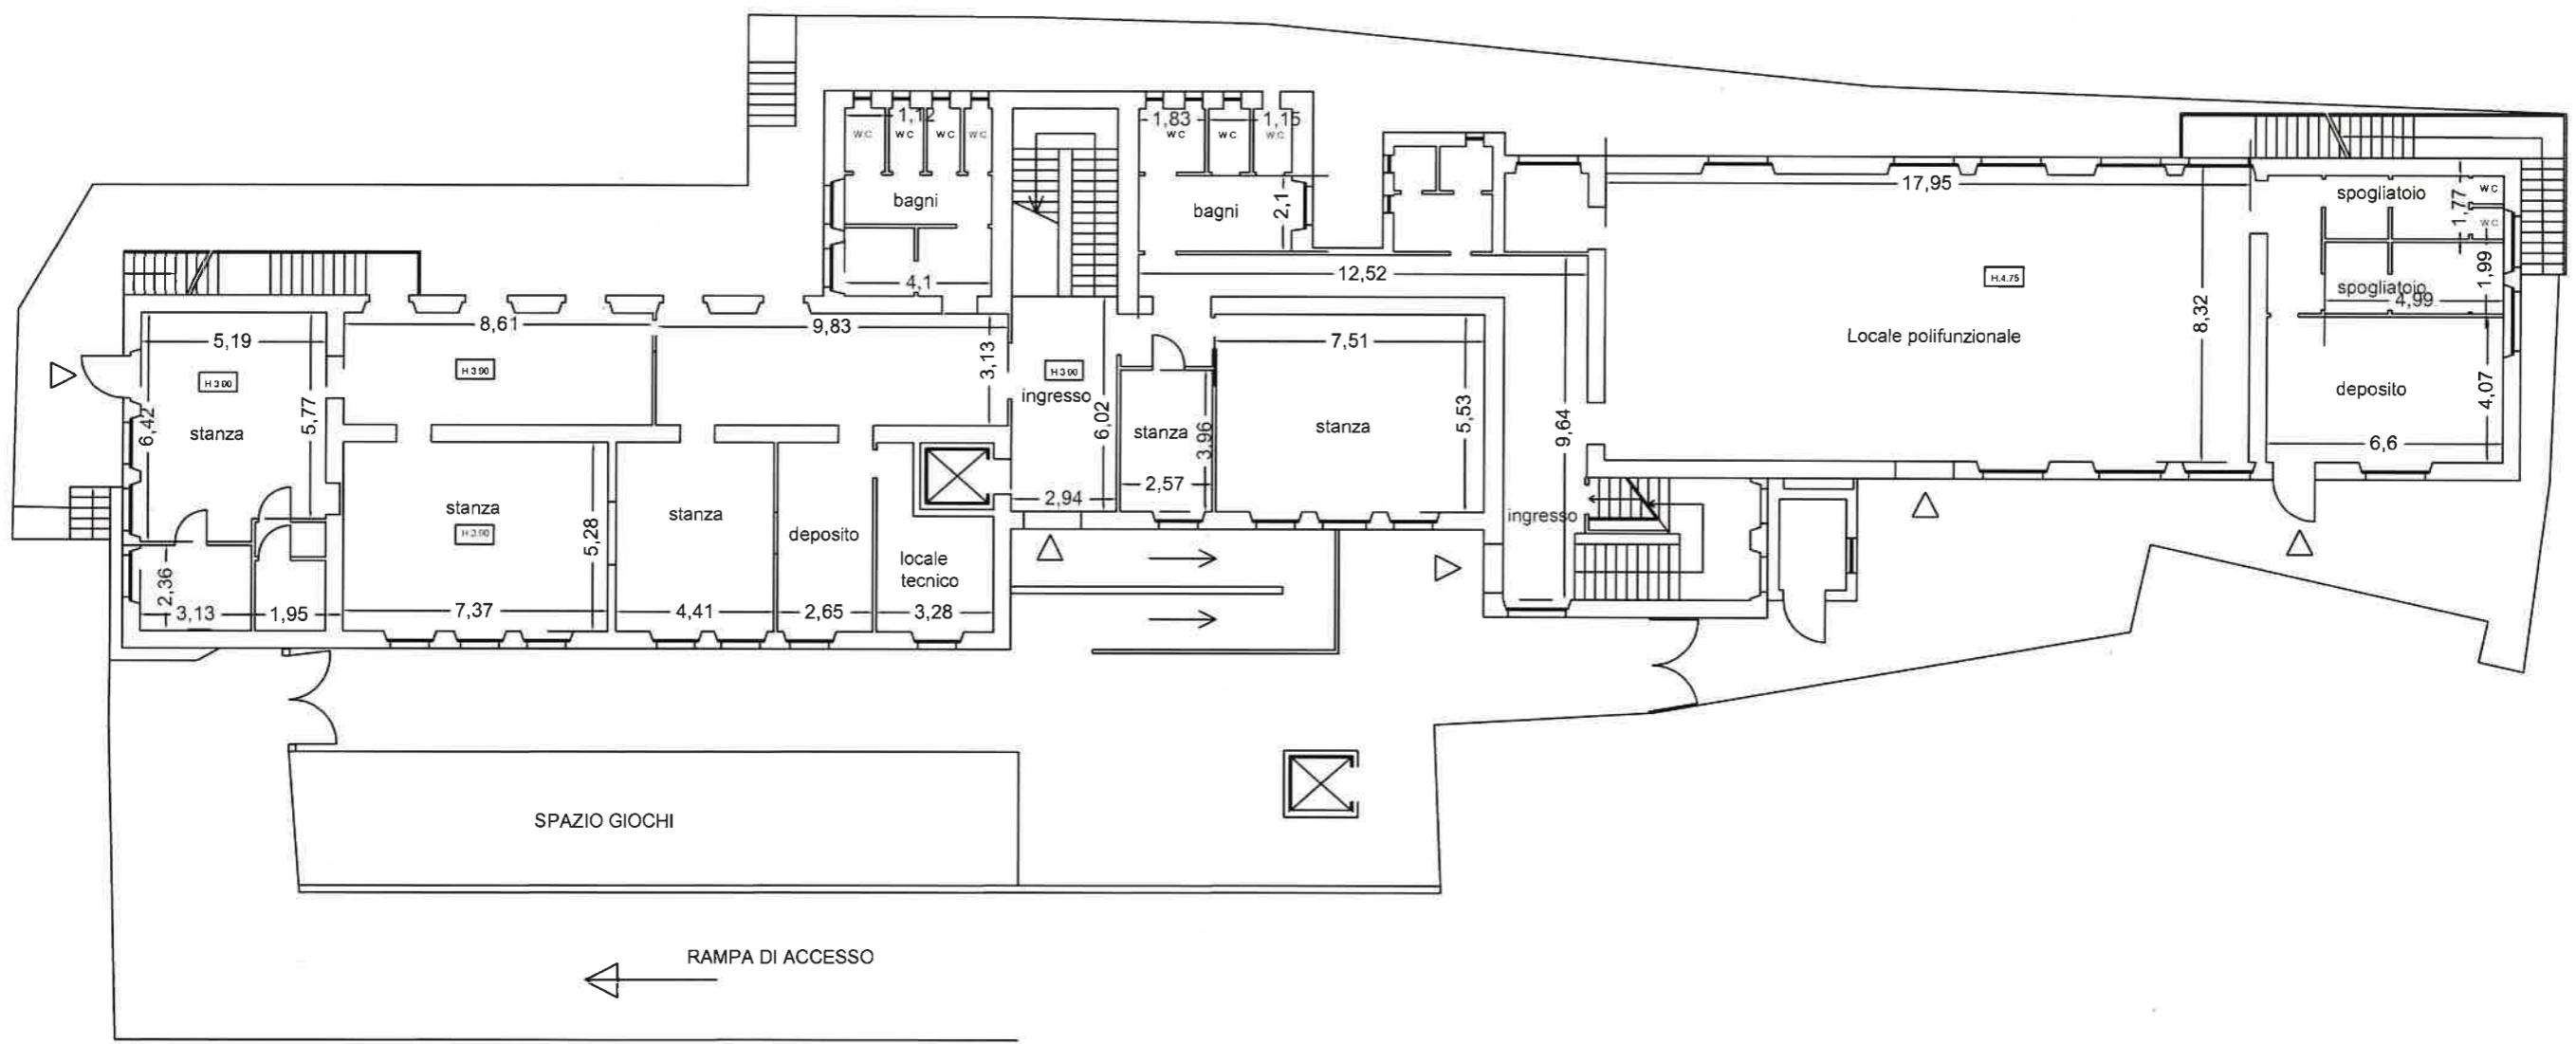 1,12
WC
WC
WC
WC
bagni
4,1
1,83
1,15
WC
WC
WC
bagni
2,1
12,52
17,95
H.4.75
Locale polifunzionale
8,32
spogliatoio
WC
1,77
WC
spogliatoio
4,99
1,99
deposito
4,07
6,6
5,19
H 3.90
stanza
6,42
5,77
8,61
H 3.90
9,83
3,13
H 3.90
ingresso
6,02
2,94
stanza
3,96
2,57
7,51
stanza
5,53
9,64
ingresso
2,36
3,13
1,95
stanza
H 3.90
5,28
7,37
stanza
4,41
deposito
2,65
locale
tecnico
3,28
SPAZIO GIOCHI
RAMPA DI ACCESSO